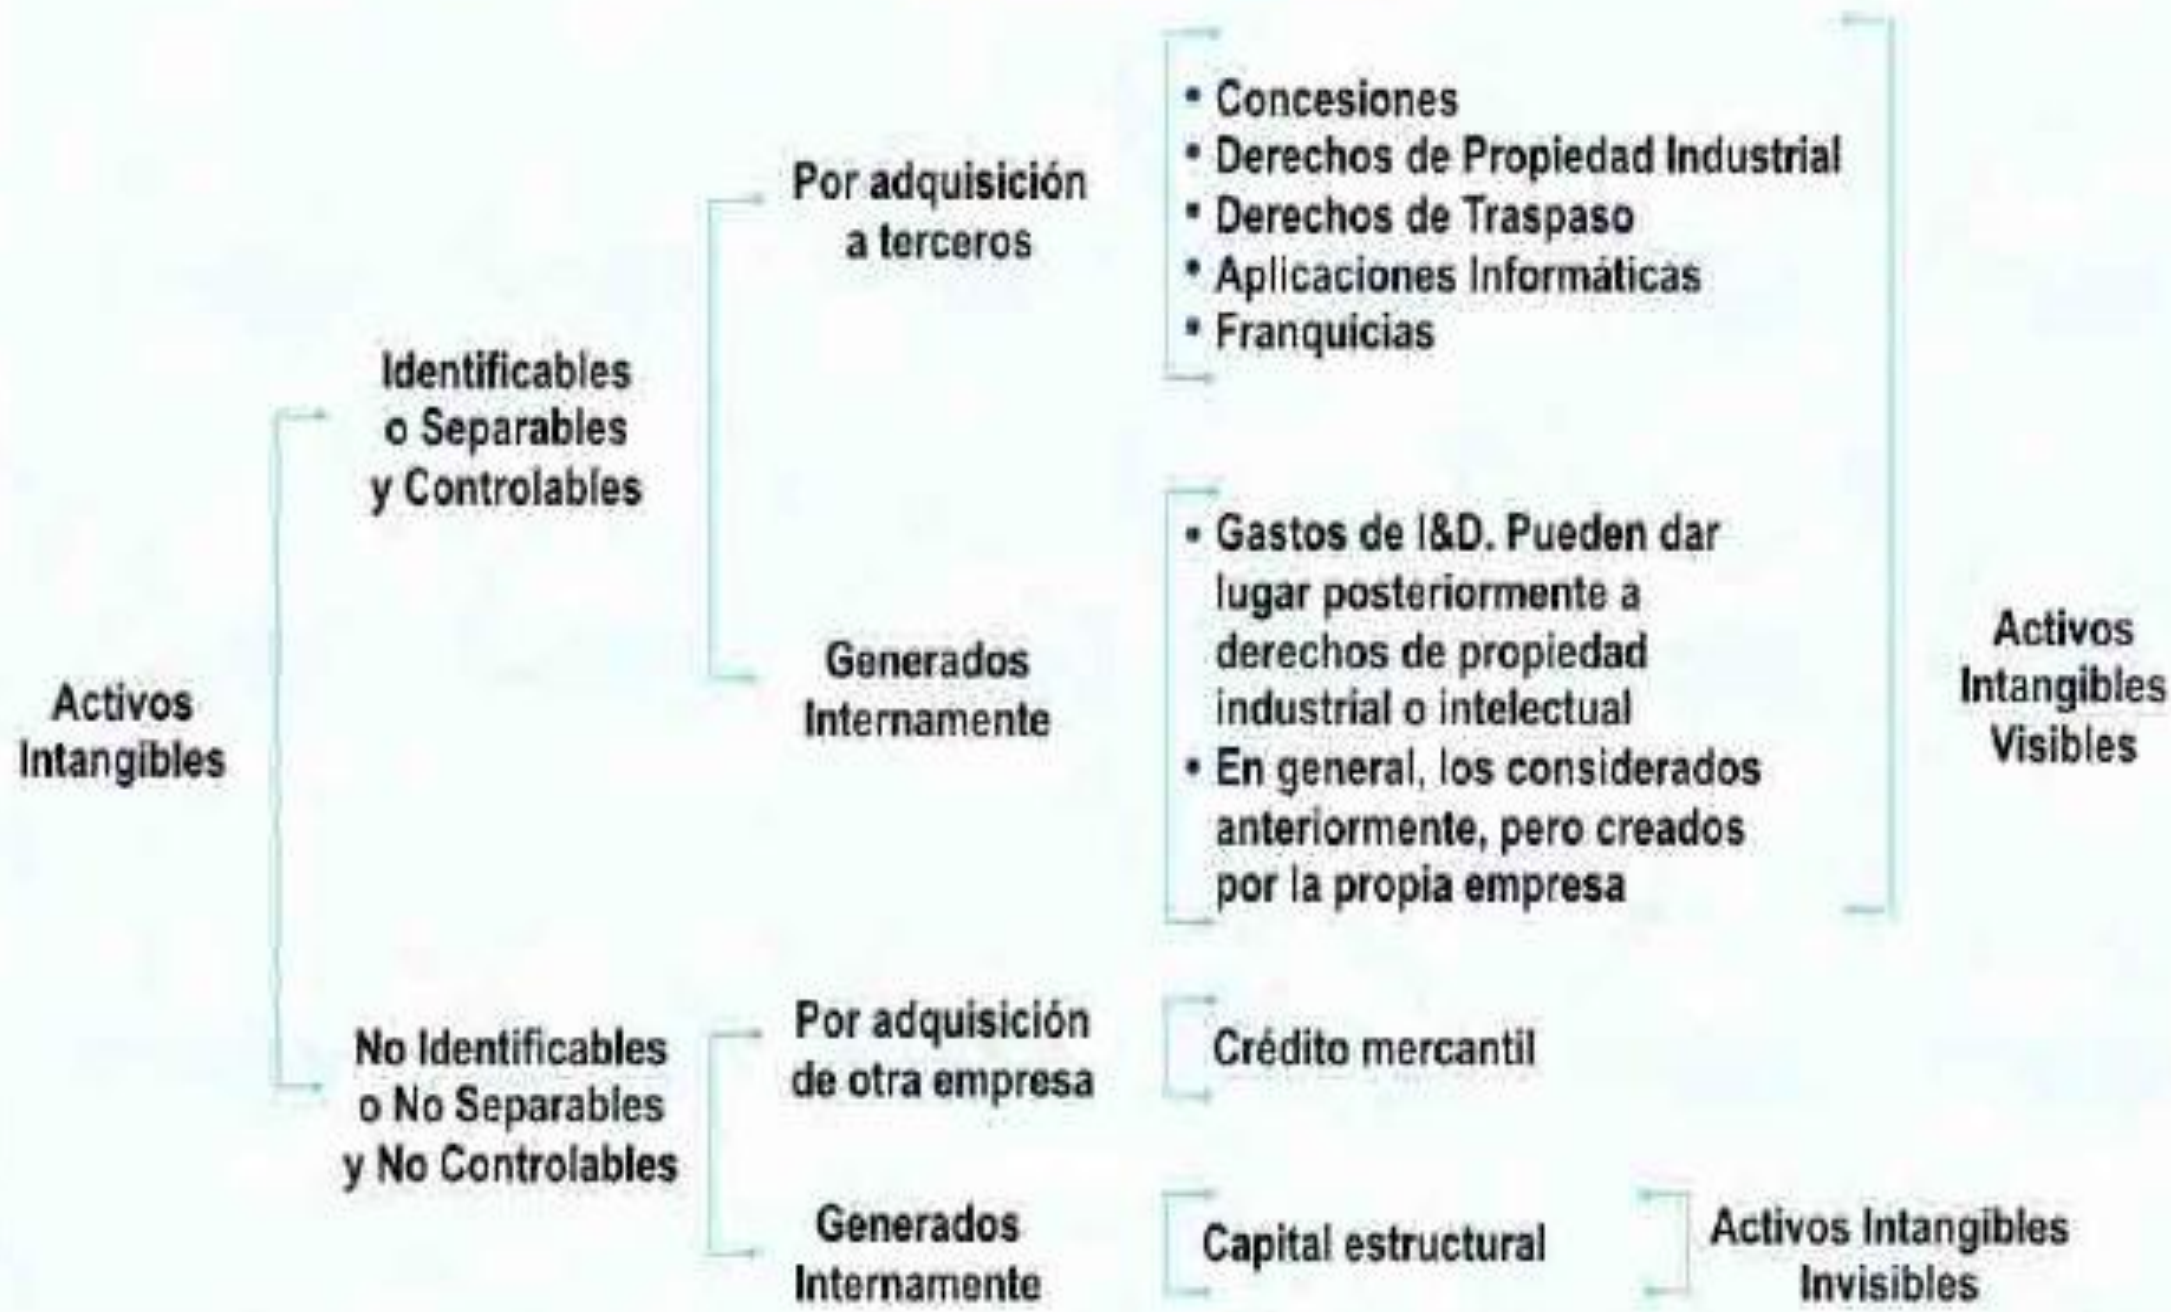 Activos
Intangibles
Identificables
o Separables
y Controlables
Por adquisición
a terceros
• Concesiones
• Derechos de Propiedad Industrial
• Derechos de Traspaso
• Aplicaciones Informáticas
• Franquicias
Generados
Internamente
• Gastos de I&D. Pueden dar
lugar posteriormente a
derechos de propiedad
industrial o intelectual
• En general, los considerados
anteriormente, pero creados
por la propia empresa
Activos
Intangibles
Visibles
No Identificables
o No Separables
y No Controlables
Por adquisición
de otra empresa
Crédito mercantil
Generados
Internamente
Capital estructural
Activos Intangibles
Invisibles